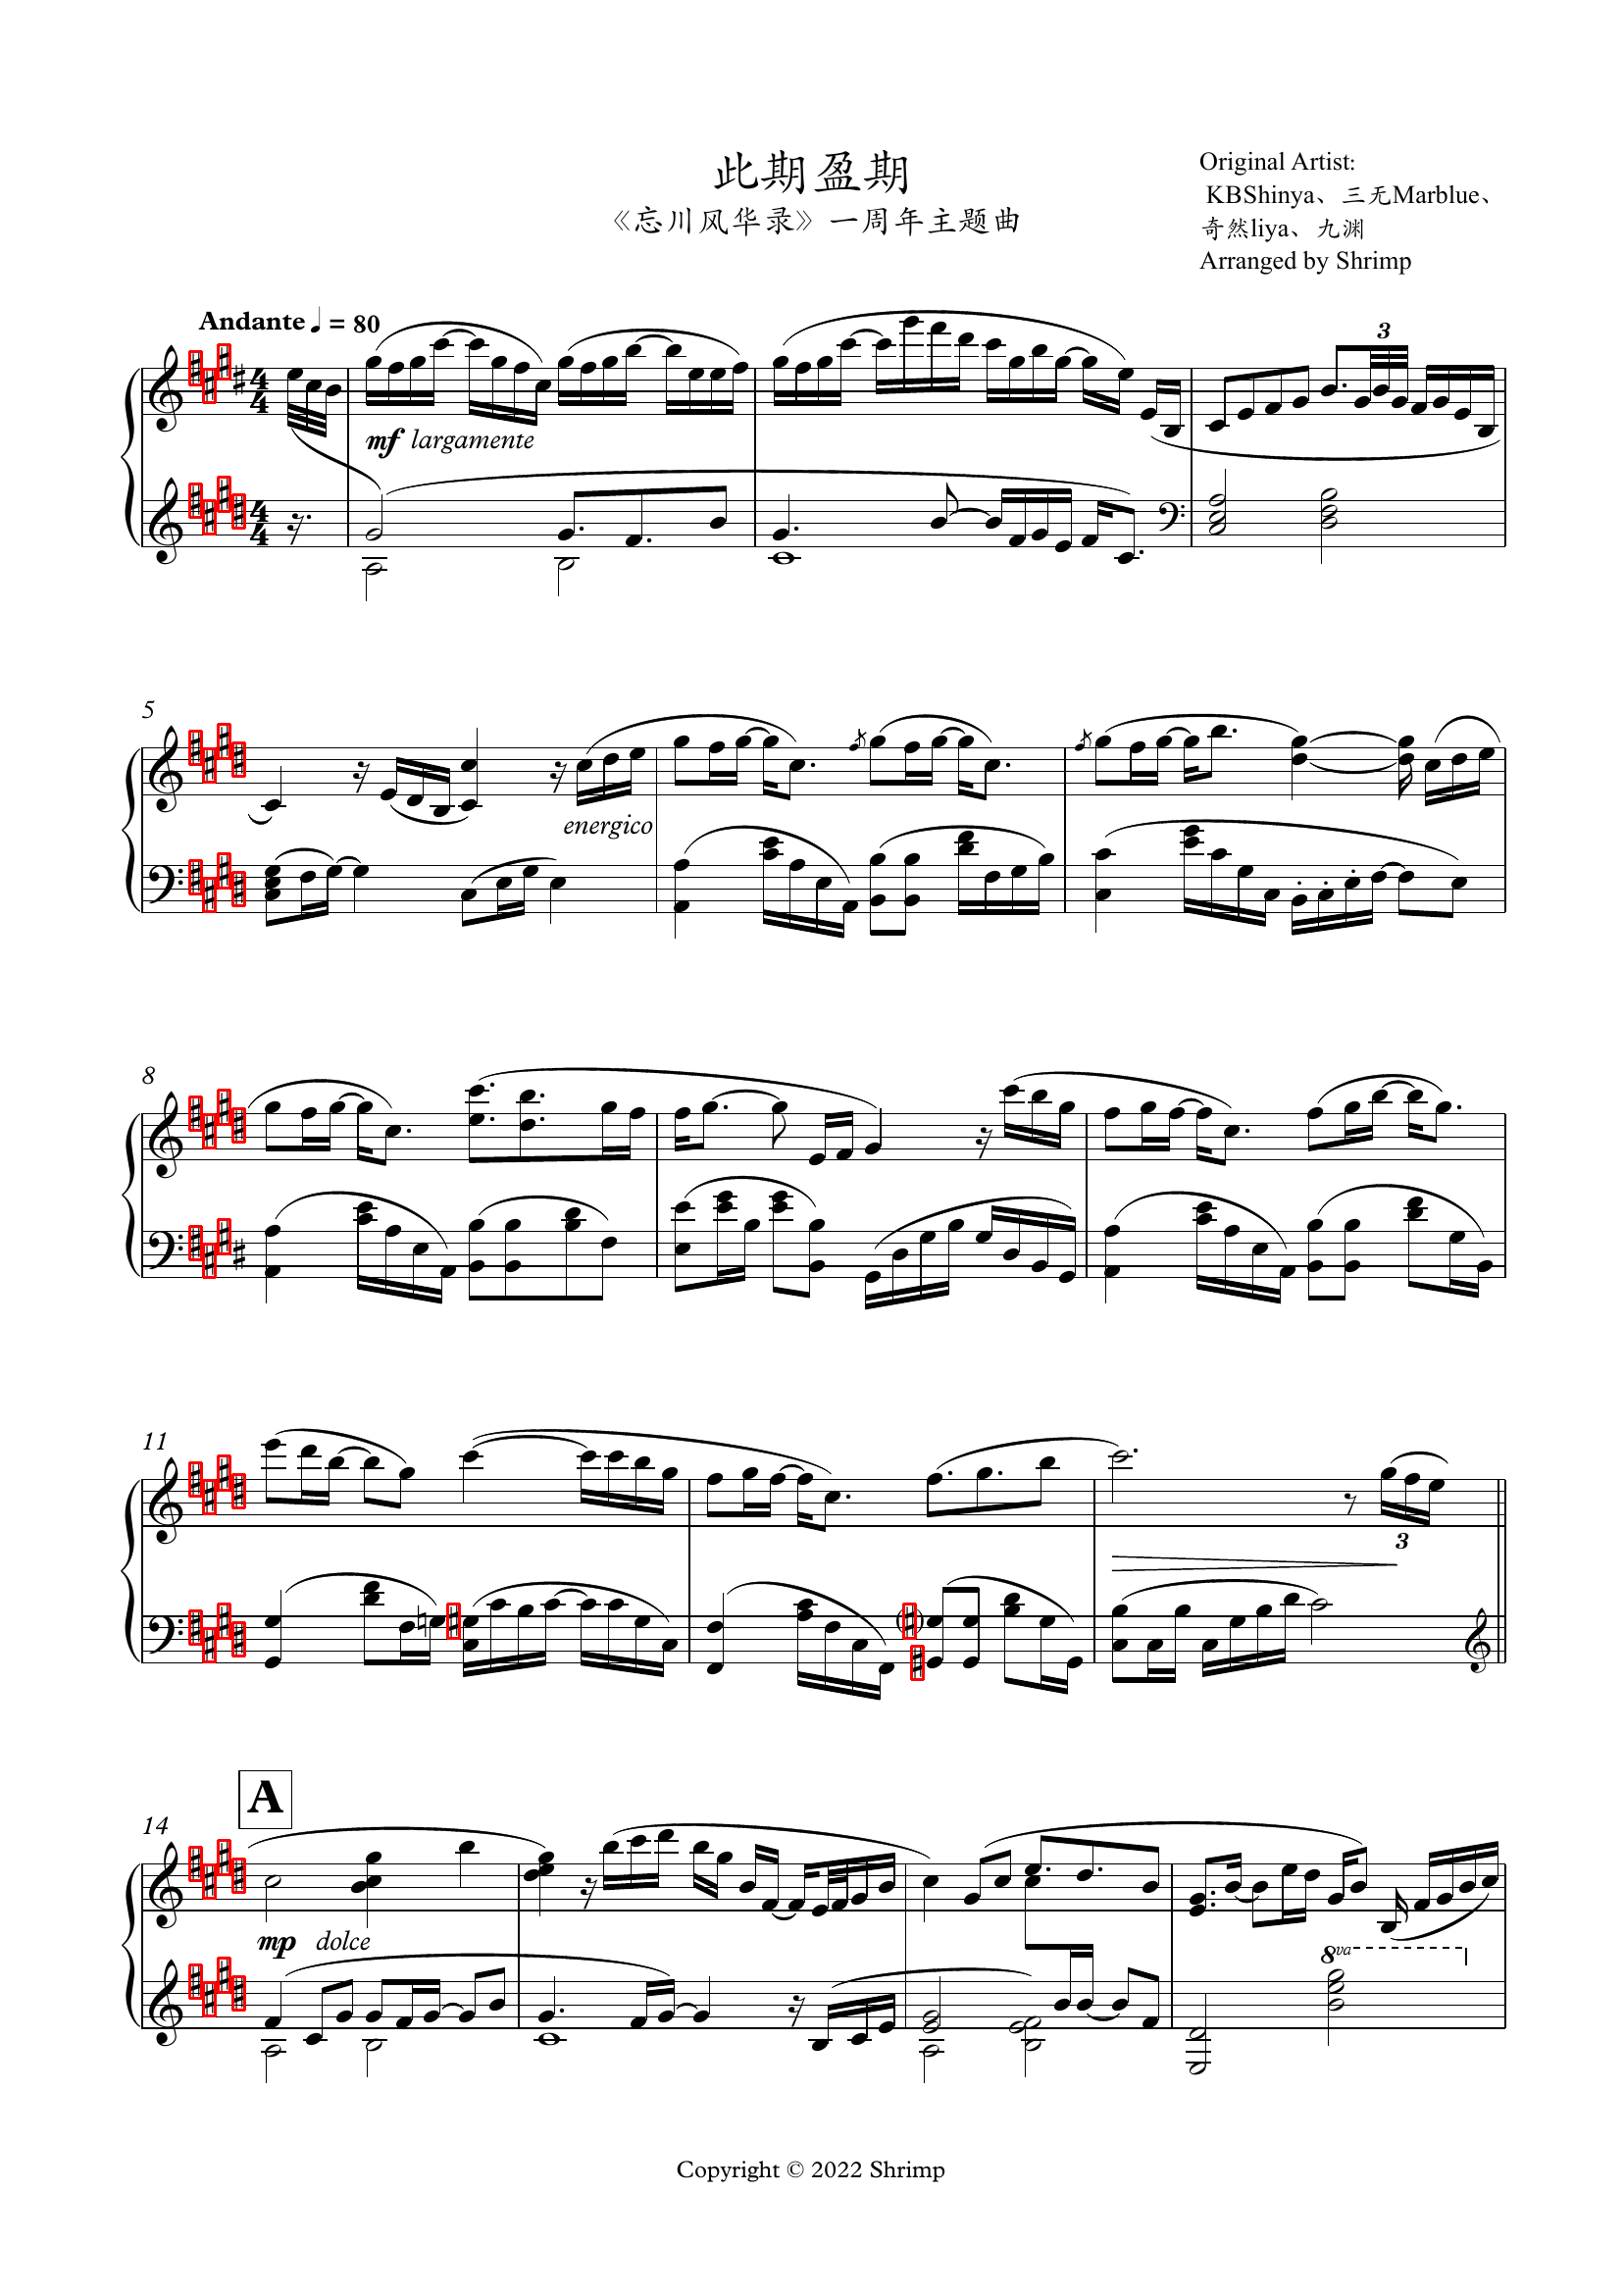 此期盈期
《忘川风华录》一周年主题曲
Original Artist:
KBShinya、三无Marblue、
奇然liya、九渊
Arranged by Shrimp
Andante ♩ = 80
3
4
4
mf largamente
4
4
5
energico
8
11
3
A
14
mp dolce
8va
Copyright © 2022 Shrimp